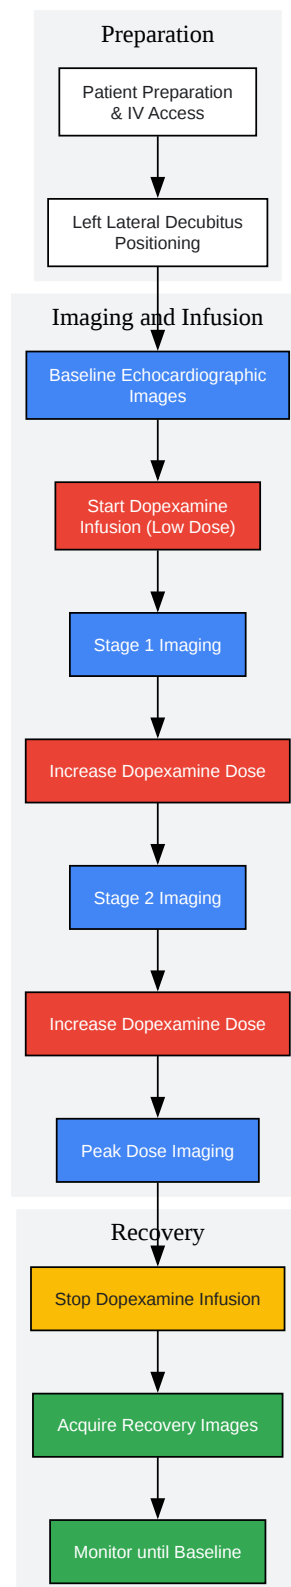 Preparation
Patient Preparation
& IV Access
Left Lateral Decubitus
Positioning
Imaging and Infusion
Baseline Echocardiographic
Images
Start Dopexamine
Infusion (Low Dose)
Stage 1 Imaging
Increase Dopexamine Dose
Stage 2 Imaging
Increase Dopexamine Dose
Peak Dose Imaging
Recovery
Stop Dopexamine Infusion
Acquire Recovery Images
Monitor until Baseline